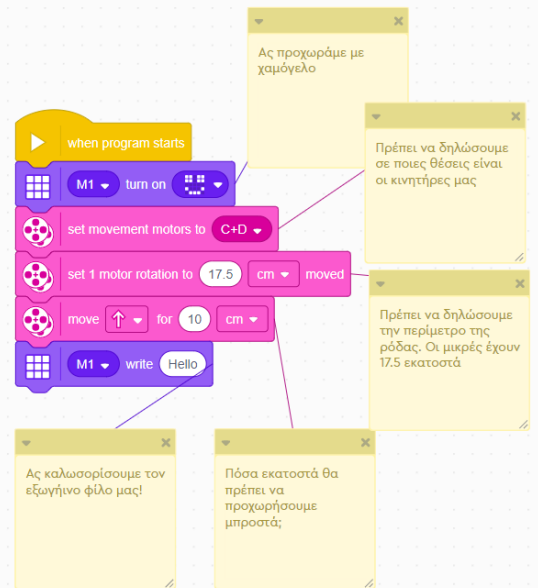 Ας προχωράμε με
χαμόγελο
when program starts
M1 turn on
Πρέπει να δηλώσουμε
σε ποιες θέσεις είναι
οι κινητήρες μας
set movement motors to C+D
set 1 motor rotation to 17.5 cm moved
Πρέπει να δηλώσουμε
την περίμετρο της
ρόδας. Οι μικρές έχουν
17.5 εκατοστά
move for 10 cm
M1 write Hello
Ας καλωσορίσουμε τον
εξωγήινο φίλο μας!
Πόσα εκατοστά θα
πρέπει να
προχωρήσουμε
μπροστά;